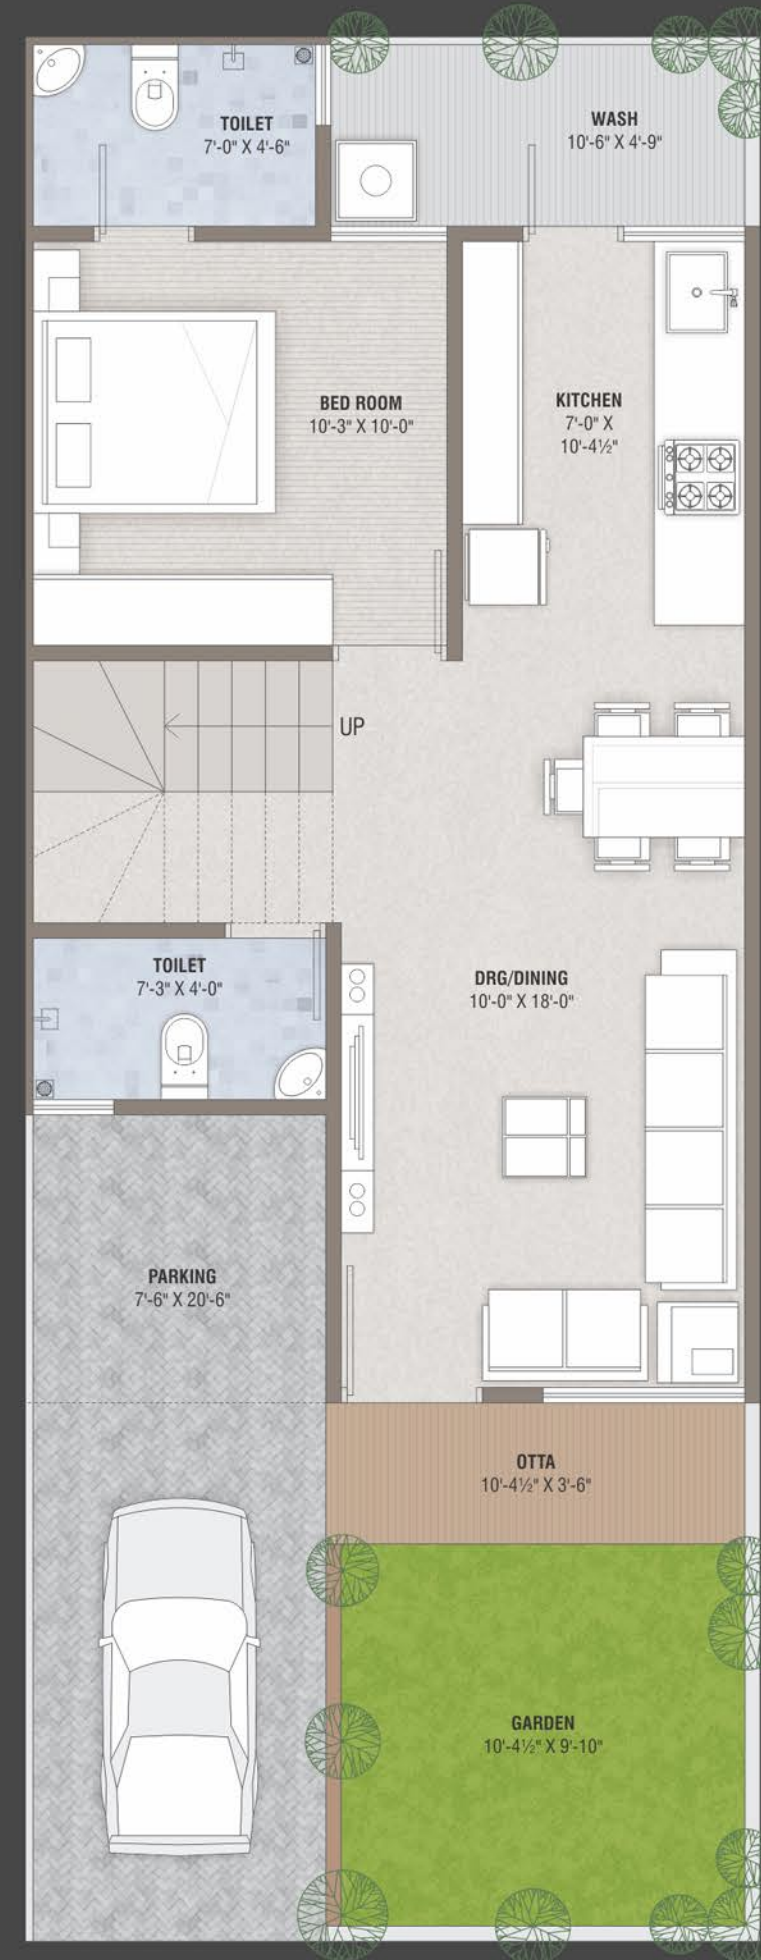 TOILET
7'-0" X 4'-6"
WASH
10'-6" X 4'-9"
BED ROOM
10'-3" X 10'-0"
KITCHEN
7'-0" X
10'-4½"
UP
TOILET
7'-3" X 4'-0"
DRG/DINING
10'-0" X 18'-0"
PARKING
7'-6" X 20'-6"
OTTA
10'-4½" X 3'-6"
GARDEN
10'-4½" X 9'-10"